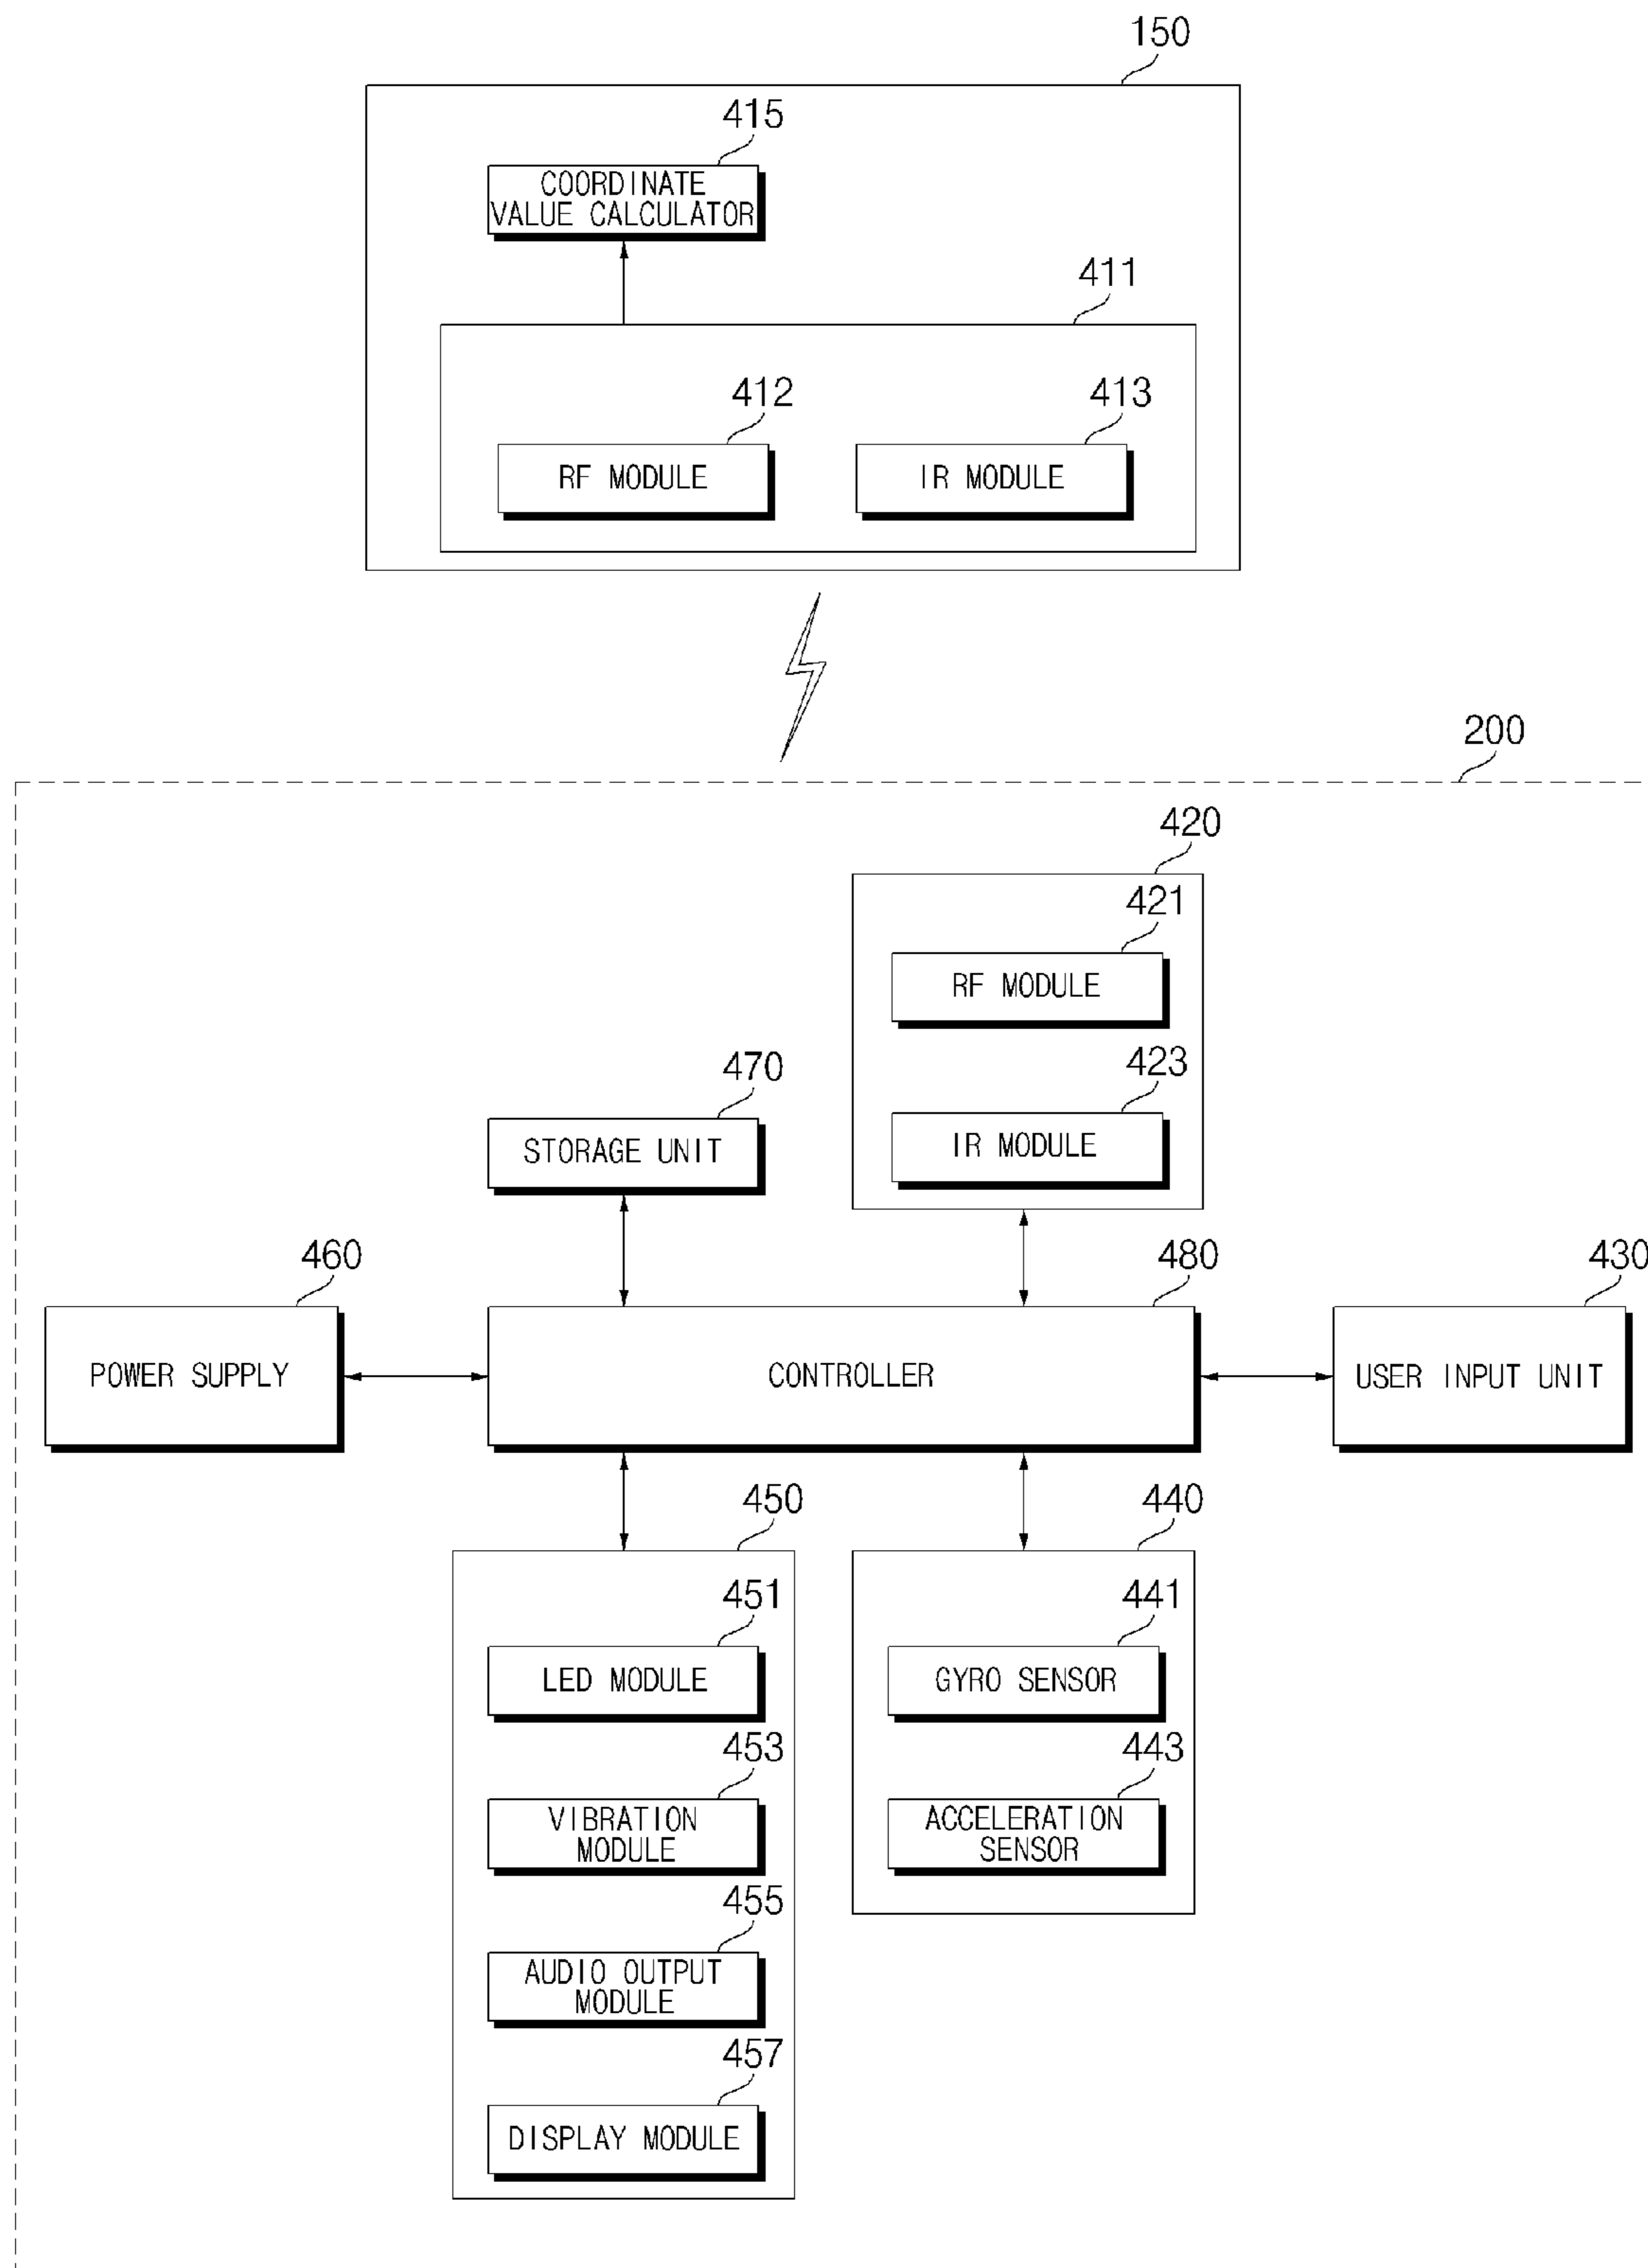 150
415
COORDINATE
VALUE CALCULATOR
411
412
413
RF MODULE
IR MODULE
200
420
421
RF MODULE
423
IR MODULE
470
STORAGE UNIT
460
480
430
POWER SUPPLY
CONTROLLER
USER INPUT UNIT
450
440
451
LED MODULE
441
GYRO SENSOR
453
VIBRATION
MODULE
443
ACCELERATION
SENSOR
455
AUDIO OUTPUT
MODULE
457
DISPLAY MODULE